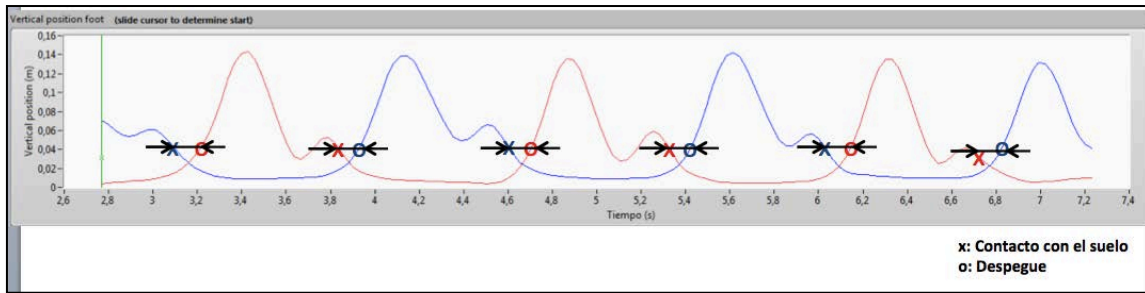 Vertical position foot (slide cursor to determine start)
Vertical position (m)
0,16
0,14
0,12
0,1
0,08
0,06
0,04
0,02
0
2,6 2,8 3 3,2 3,4 3,6 3,8 4 4,2 4,4 4,6 4,8 5 5,2 5,4 5,6 5,8 6 6,2 6,4 6,6 6,8 7 7,2 7,4
Tiempo (s)
x o x o x o x o x o x o
x: Contacto con el suelo
o: Despegue